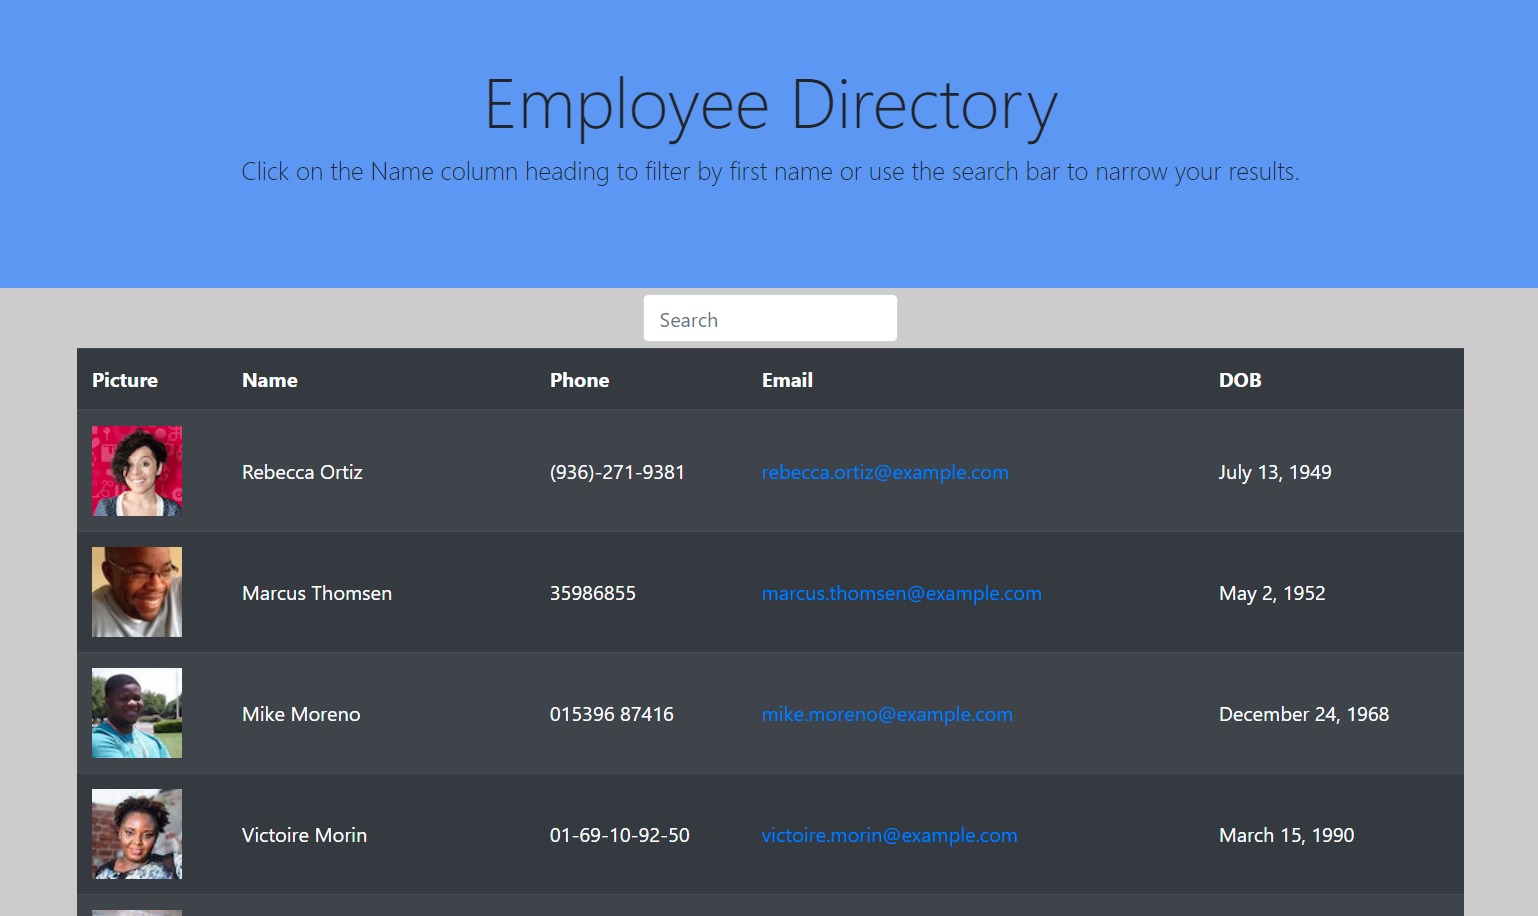 Employee Directory
Click on the Name column heading to filter by first name or use the search bar to narrow your results.
Search
Picture Name Phone Email DOB
Rebecca Ortiz (936)-271-9381 rebecca.ortiz@example.com July 13, 1949
Marcus Thomsen 35986855 marcus.thomsen@example.com May 2, 1952
Mike Moreno 015396 87416 mike.moreno@example.com December 24, 1968
Victoire Morin 01-69-10-92-50 victoire.morin@example.com March 15, 1990